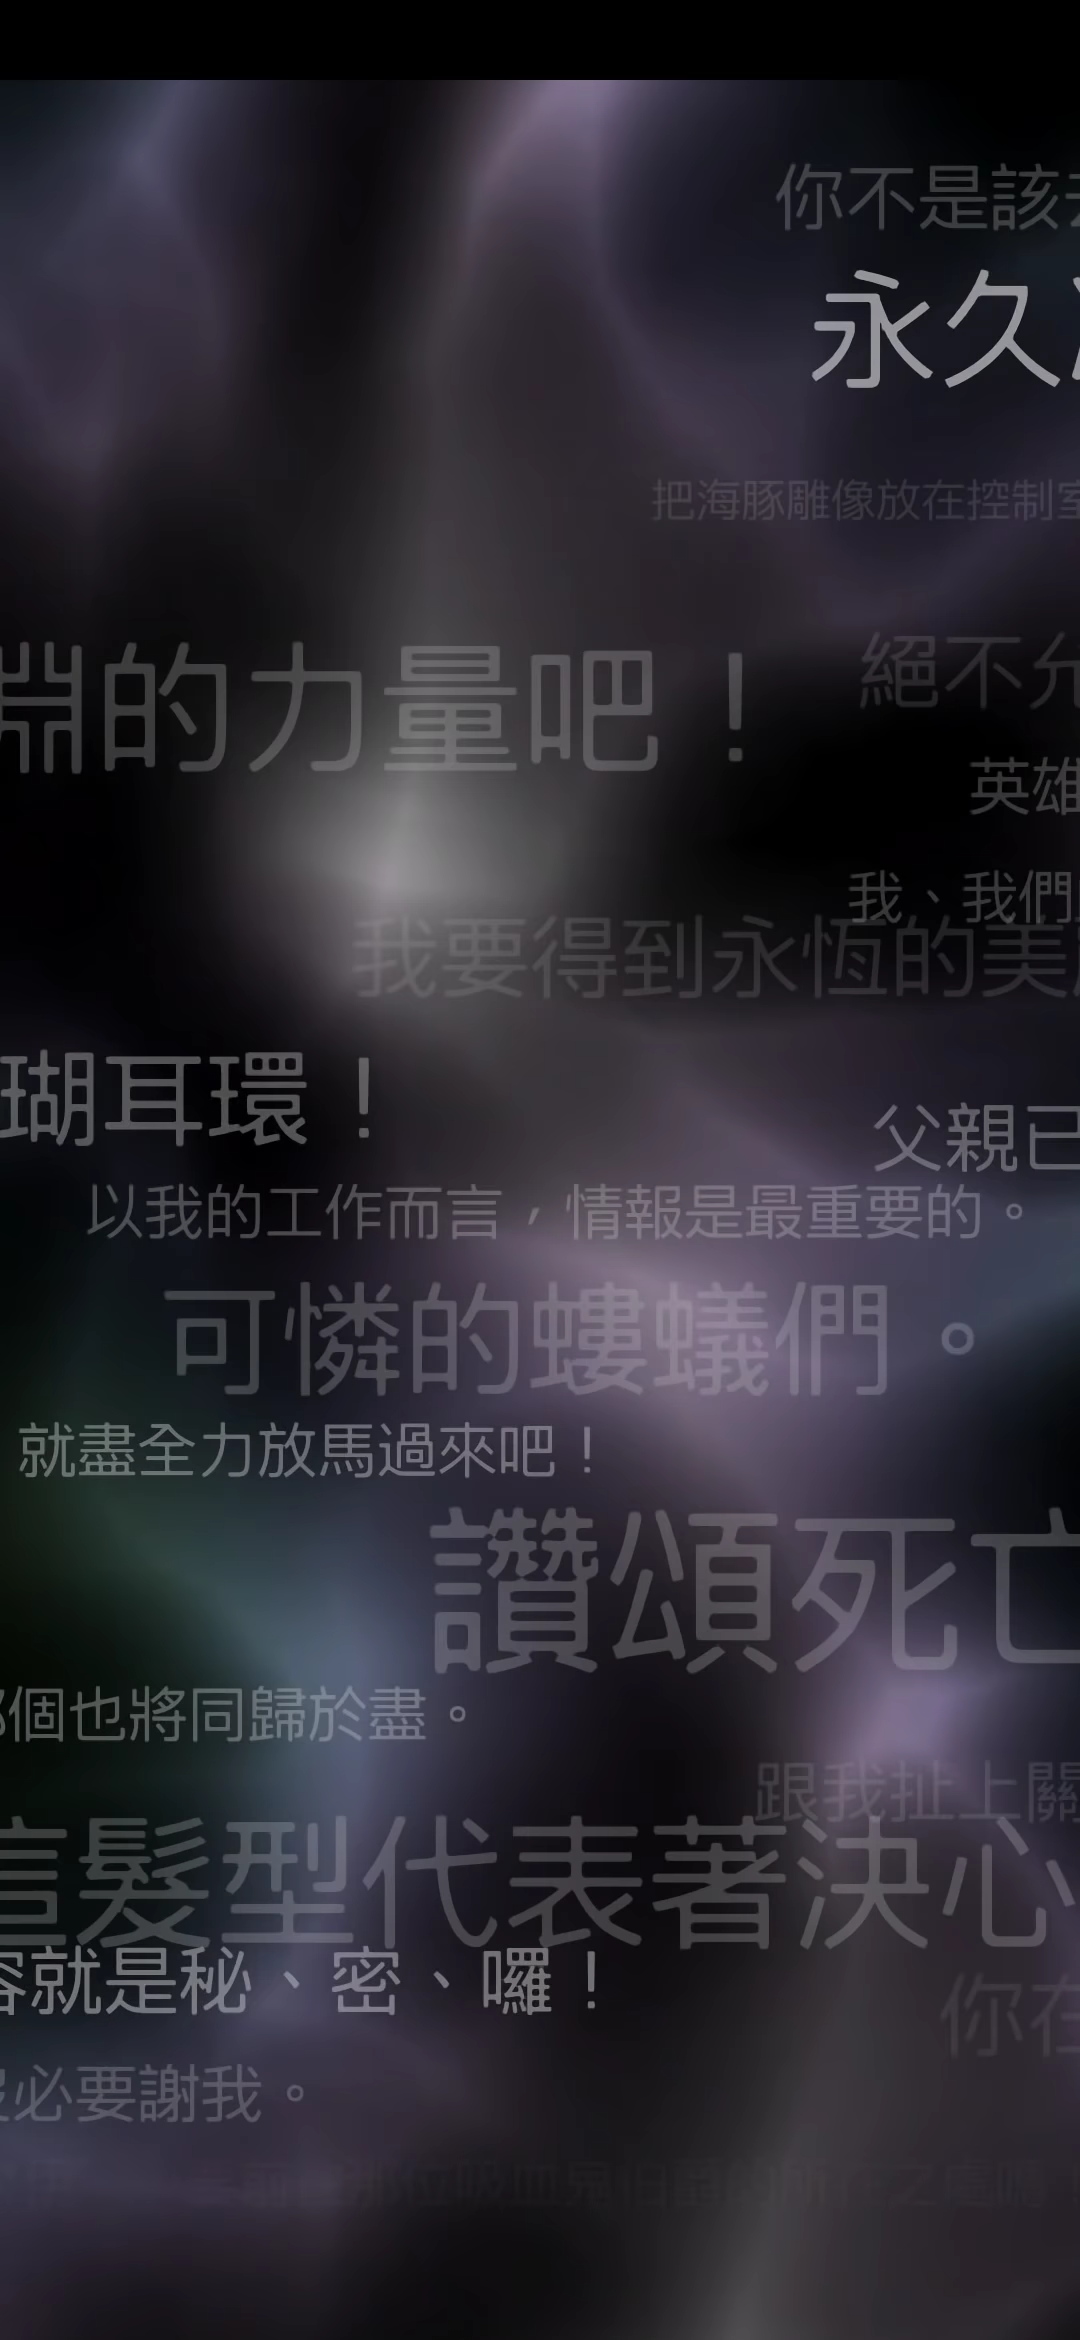 你不是該
永久
把海豚雕像放在控制室
淵的力量吧！
絕不允
英雄
我、我們
我要得到永恆的美
瑚耳環！
父親已
以我的工作而言，情報是最重要的。
可憐的螻蟻們。
就盡全力放馬過來吧！
讚頌死亡
個也將同歸於盡。
跟我扯上關
這髮型代表著決心
容就是秘、密、囉！
你在
沒必要謝我。